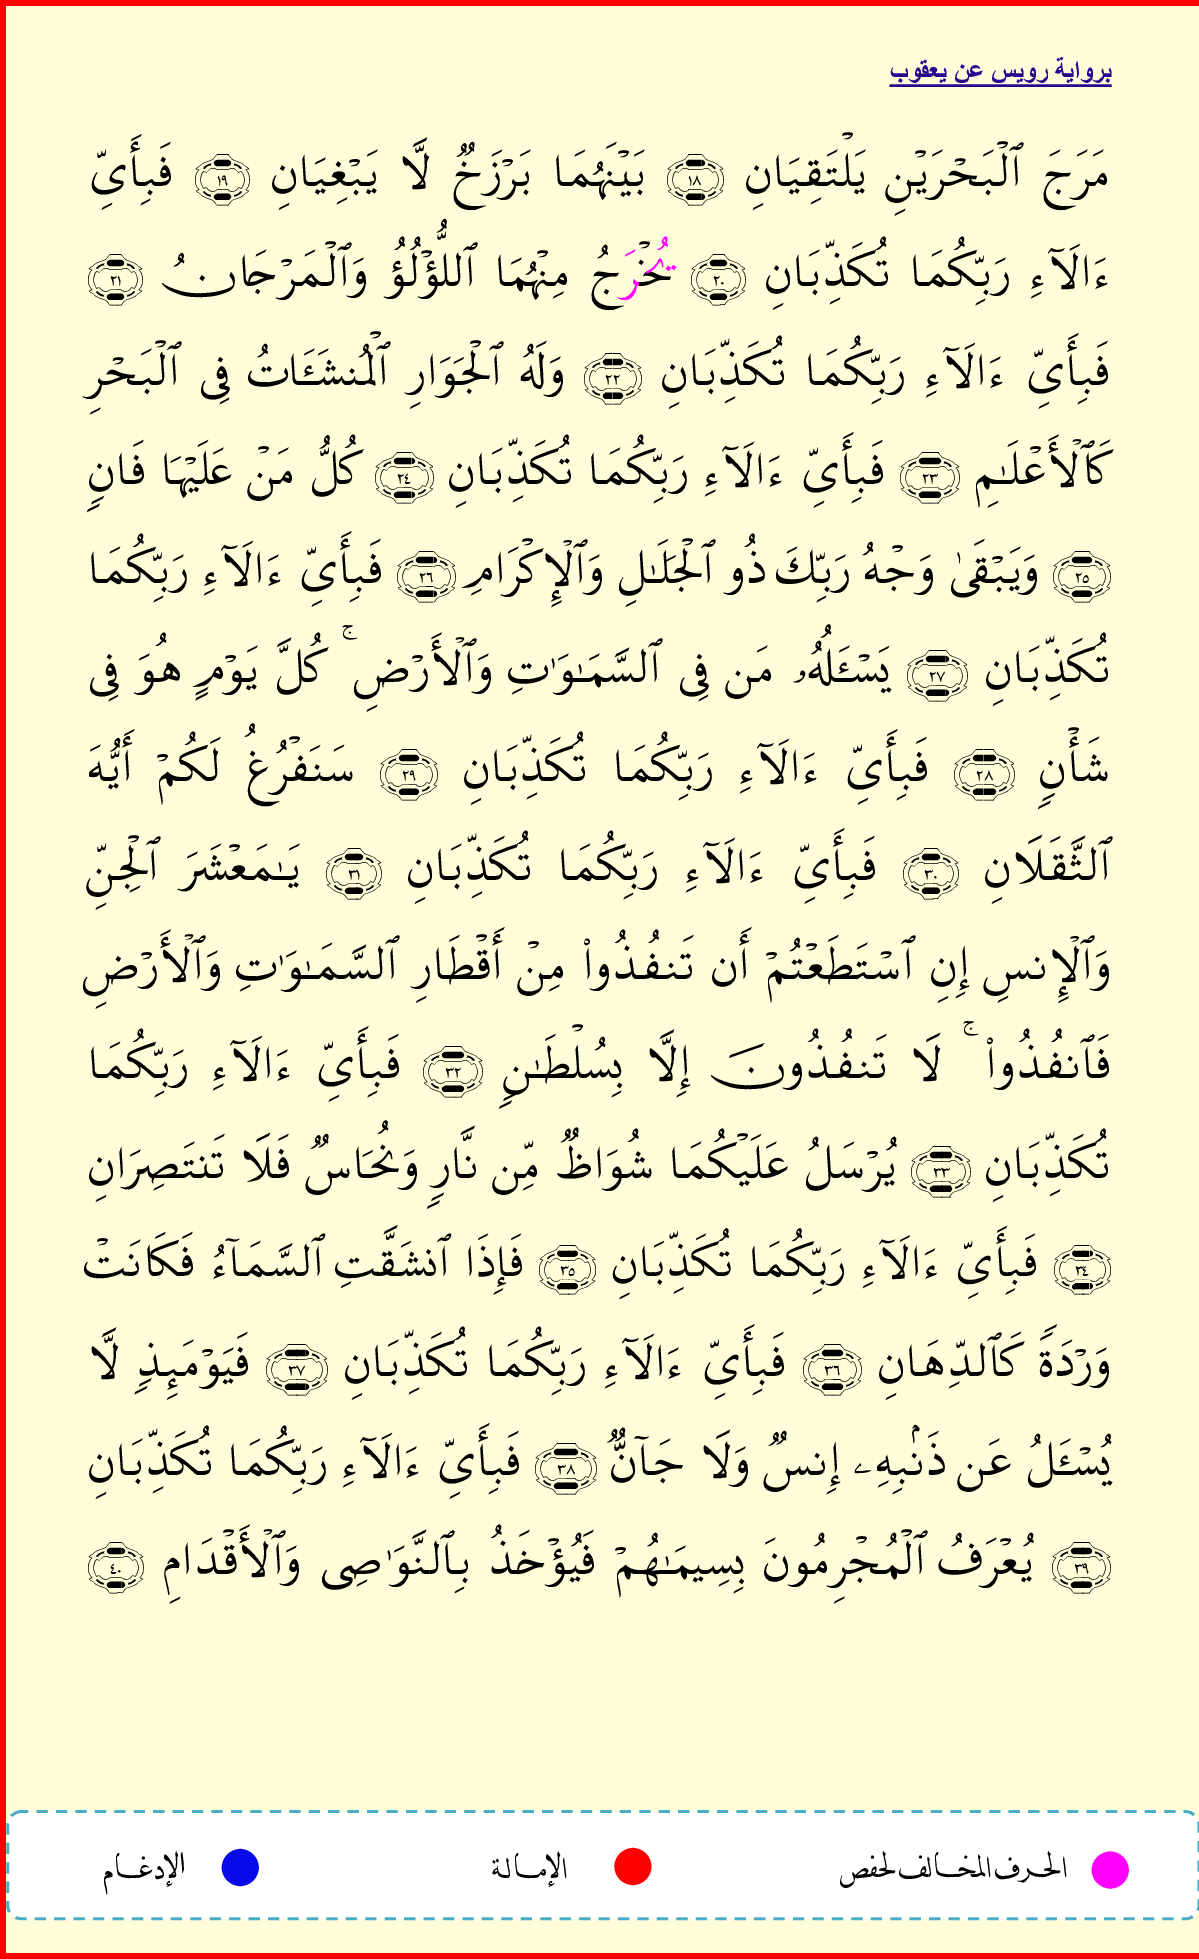 برواية رويس عن يعقوب
مَرَجَ ٱلْبَحْرَيْنِ يَلْتَقِيَانِ ١٨ بَيْنَهُمَا بَرْزَخٌ لَّا يَبْغِيَانِ ١٩ فَبِأَيِّ
ءَالَآءِ رَبِّكُمَا تُكَذِّبَانِ ٢٠ يُخْرَجُ مِنْهُمَا ٱللُّؤْلُؤُ وَٱلْمَرْجَانُ ٢١
فَبِأَيِّ ءَالَآءِ رَبِّكُمَا تُكَذِّبَانِ ٢٢ وَلَهُ ٱلْجَوَارِ ٱلْمُنشَـَٔاتُ فِى ٱلْبَحْرِ
كَٱلْأَعْلَـٰمِ ٢٣ فَبِأَيِّ ءَالَآءِ رَبِّكُمَا تُكَذِّبَانِ ٢٤ كُلُّ مَنْ عَلَيْهَا فَانٍ
٢٥ وَيَبْقَىٰ وَجْهُ رَبِّكَ ذُو ٱلْجَلَـٰلِ وَٱلْإِكْرَامِ ٢٦ فَبِأَيِّ ءَالَآءِ رَبِّكُمَا
تُكَذِّبَانِ ٢٧ يَسْـَٔلُهُۥ مَن فِى ٱلسَّمَـٰوَٰتِ وَٱلْأَرْضِ ۚ كُلَّ يَوْمٍ هُوَ فِى
شَأْنٍ ٢٨ فَبِأَيِّ ءَالَآءِ رَبِّكُمَا تُكَذِّبَانِ ٢٩ سَنَفْرُغُ لَكُمْ أَيُّهَ
ٱلثَّقَلَانِ ٣٠ فَبِأَيِّ ءَالَآءِ رَبِّكُمَا تُكَذِّبَانِ ٣١ يَـٰمَعْشَرَ ٱلْجِنِّ
وَٱلْإِنسِ إِنِ ٱسْتَطَعْتُمْ أَن تَنفُذُوا۟ مِنْ أَقْطَارِ ٱلسَّمَـٰوَٰتِ وَٱلْأَرْضِ
فَٱنفُذُوا۟ ۚ لَا تَنفُذُونَ إِلَّا بِسُلْطَـٰنٍ ٣٢ فَبِأَيِّ ءَالَآءِ رَبِّكُمَا
تُكَذِّبَانِ ٣٣ يُرْسَلُ عَلَيْكُمَا شُوَاظٌ مِّن نَّارٍ وَنُحَاسٌ فَلَا تَنتَصِرَانِ
٣٤ فَبِأَيِّ ءَالَآءِ رَبِّكُمَا تُكَذِّبَانِ ٣٥ فَإِذَا ٱنشَقَّتِ ٱلسَّمَآءُ فَكَانَتْ
وَرْدَةً كَٱلدِّهَانِ ٣٦ فَبِأَيِّ ءَالَآءِ رَبِّكُمَا تُكَذِّبَانِ ٣٧ فَيَوْمَئِذٍ لَّا
يُسْـَٔلُ عَن ذَنۢبِهِۦ إِنسٌ وَلَا جَآنٌّ ٣٨ فَبِأَيِّ ءَالَآءِ رَبِّكُمَا تُكَذِّبَانِ
٣٩ يُعْرَفُ ٱلْمُجْرِمُونَ بِسِيمَـٰهُمْ فَيُؤْخَذُ بِٱلنَّوَٰصِى وَٱلْأَقْدَامِ ٤٠
الحرف المخالف لحفص الإمالة الإدغام